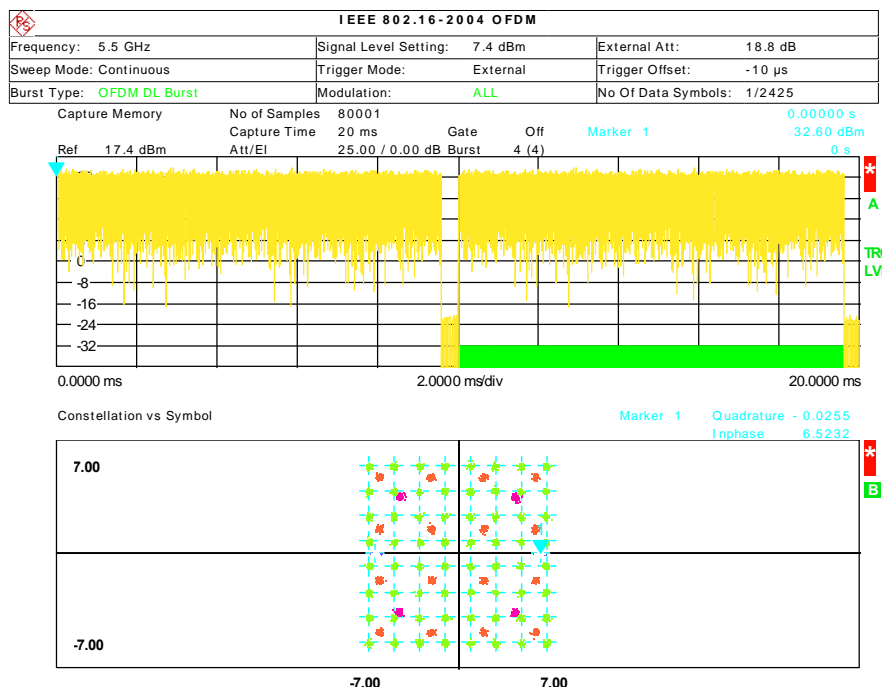 IEEE 802.16-2004 OFDM
Frequency: 5.5 GHz Signal Level Setting: 7.4 dBm External Att: 18.8 dB
Sweep Mode: Continuous Trigger Mode: External Trigger Offset: -10 µs
Burst Type: OFDM DL Burst Modulation: ALL No Of Data Symbols: 1/2425
Capture Memory No of Samples 80001 0.00000 s
Capture Time 20 ms Gate Off Marker 1 32.60 dBm
Ref 17.4 dBm Att/El 25.00 / 0.00 dB Burst 4 (4) 0 s
*
A
0
TRG
LVL
-8
-16
-24
-32
0.0000 ms 2.0000 ms/div 20.0000 ms
Constellation vs Symbol Marker 1 Quadrature - 0.0255
Inphase 6.5232
*
7.00
B
-7.00
-7.00 7.00